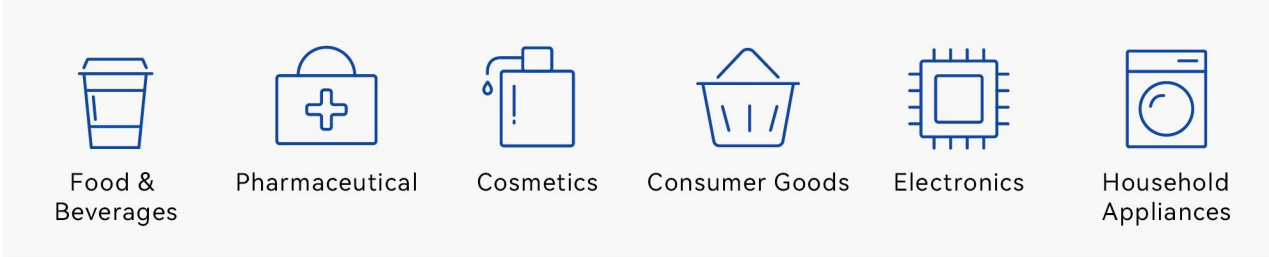 Food &
Beverages
Pharmaceutical
Cosmetics
Consumer Goods
Electronics
Household
Appliances